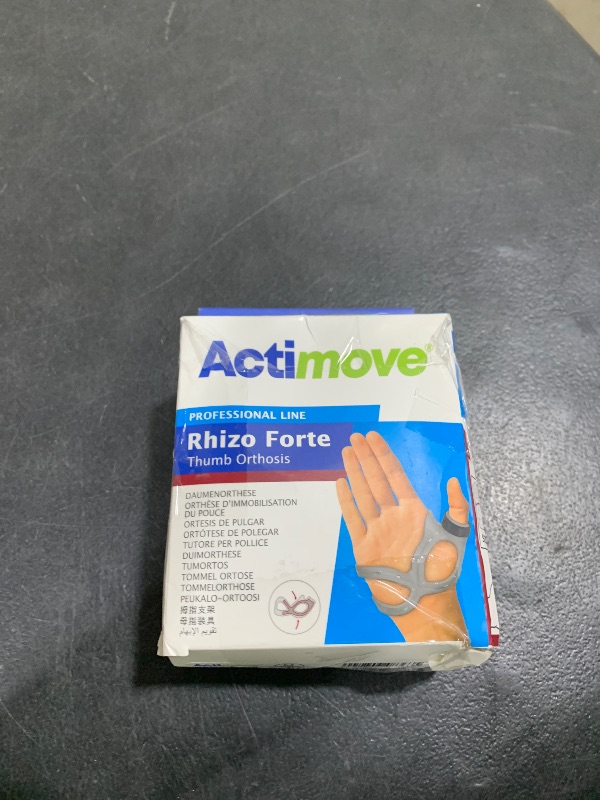 Actimove®
PROFESSIONAL LINE
Rhizo Forte
Thumb Orthosis
DAUMENORTHESE
ORTHÈSE D'IMMOBILISATION
DU POUCE
ORTESIS DE PULGAR
ORTÓTESE DE POLEGAR
TUTORE PER POLLICE
DUIMORTHESE
TUMORTOS
TOMMEL ORTOSE
TOMMELORTHOSE
PEUKALO-ORTOOSI
拇指支架
母指装具
تقويم الإبهام